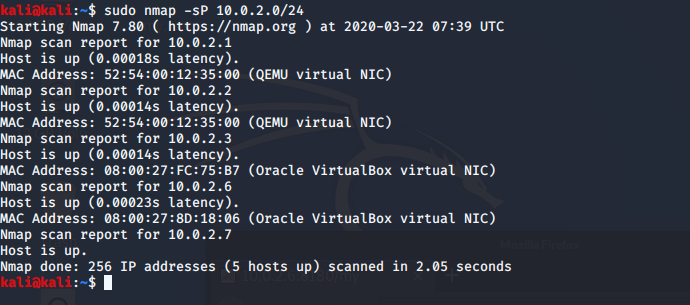 kali@kali:~$ sudo nmap -sP 10.0.2.0/24
Starting Nmap 7.80 ( https://nmap.org ) at 2020-03-22 07:39 UTC
Nmap scan report for 10.0.2.1
Host is up (0.00018s latency).
MAC Address: 52:54:00:12:35:00 (QEMU virtual NIC)
Nmap scan report for 10.0.2.2
Host is up (0.00014s latency).
MAC Address: 52:54:00:12:35:00 (QEMU virtual NIC)
Nmap scan report for 10.0.2.3
Host is up (0.00014s latency).
MAC Address: 08:00:27:FC:75:B7 (Oracle VirtualBox virtual NIC)
Nmap scan report for 10.0.2.6
Host is up (0.00023s latency).
MAC Address: 08:00:27:8D:18:06 (Oracle VirtualBox virtual NIC)
Nmap scan report for 10.0.2.7
Host is up.
Mozilla Firefox
Nmap done: 256 IP addresses (5 hosts up) scanned in 2.05 seconds
kali@kali:~$